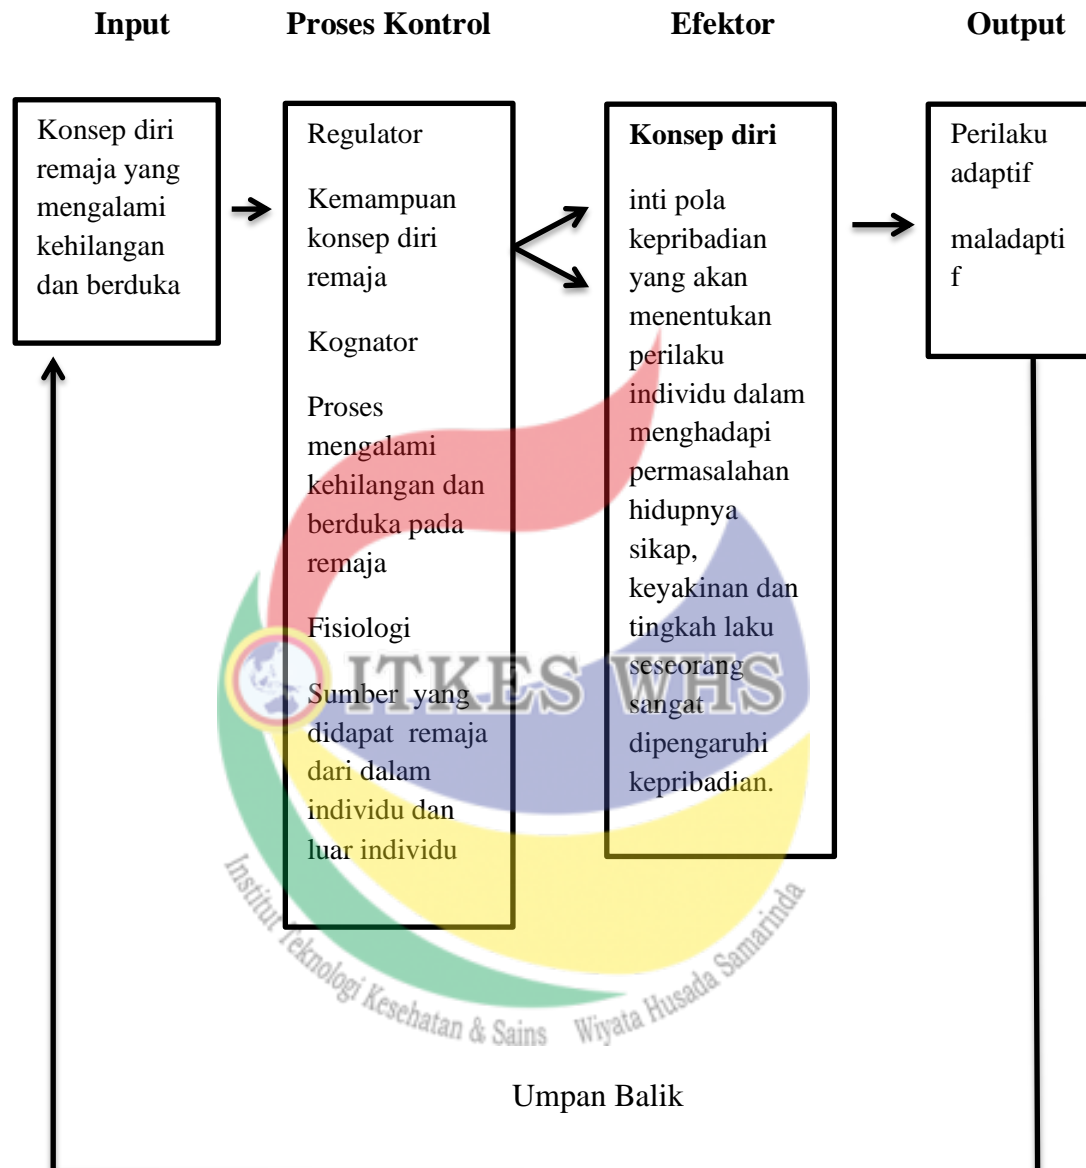 Input
Proses Kontrol
Efektor
Output
Konsep diri
remaja yang
mengalami
kehilangan
dan berduka
Regulator
Kemampuan
konsep diri
remaja
Kognator
Proses
mengalami
kehilangan dan
berduka pada
remaja
Fisiologi
Sumber yang
didapat remaja
dari dalam
individu dan
luar individu
Konsep diri
inti pola
kepribadian
yang akan
menentukan
perilaku
individu dalam
menghadapi
permasalahan
hidupnya
sikap,
keyakinan dan
tingkah laku
seseorang
sangat
dipengaruhi
kepribadian.
Perilaku
adaptif
maladapti
f
ITKES WHS
Institut Teknologi Kesehatan & Sains Wiyata Husada Samarinda
Umpan Balik